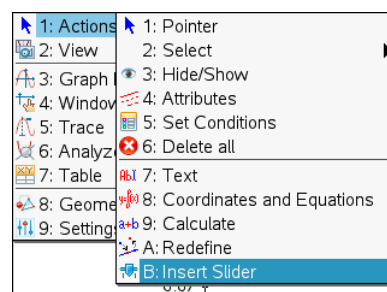 1: Actions
2: View
3: Graph
4: Window
5: Trace
6: Analyz
7: Table
8: Geome
9: Settings
1: Pointer
2: Select
3: Hide/Show
4: Attributes
5: Set Conditions
6: Delete all
7: Text
8: Coordinates and Equations
9: Calculate
A: Redefine
B: Insert Slider